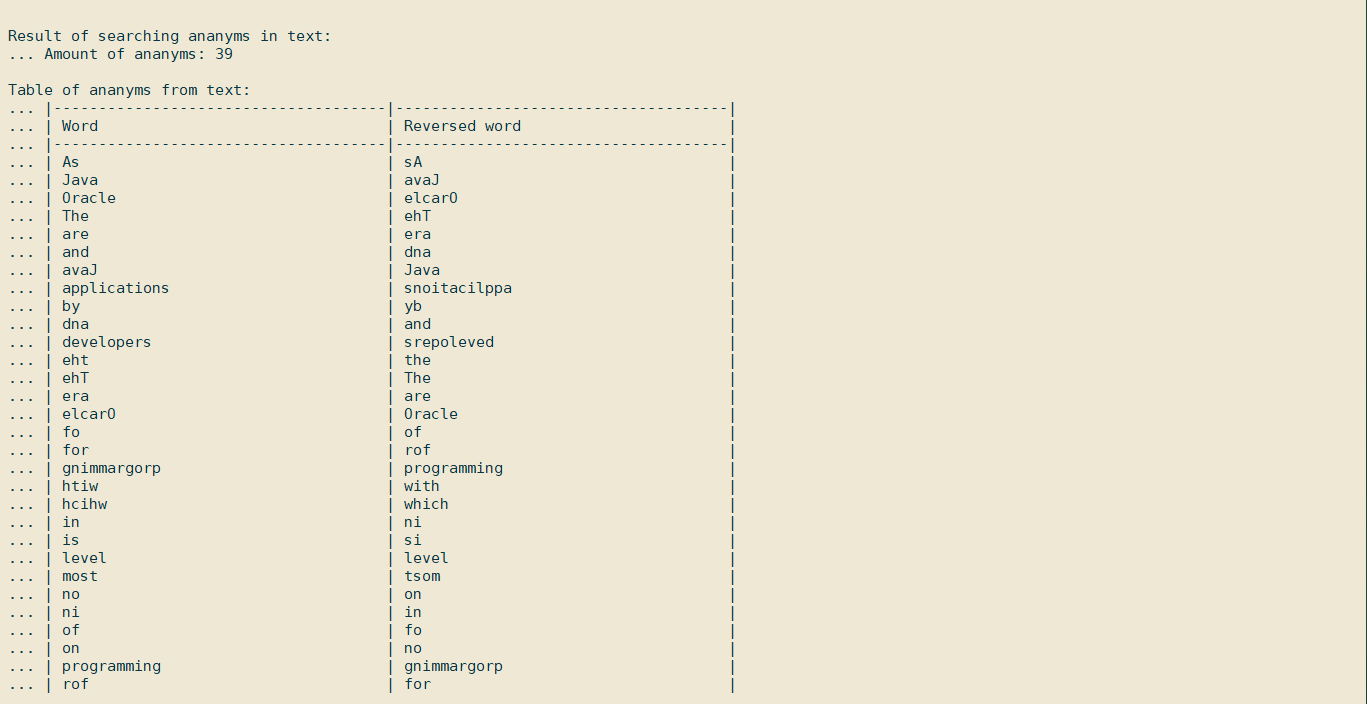 Result of searching ananyms in text:
... Amount of ananyms: 39
Table of ananyms from text:
... |-------------------------------------|-------------------------------------|
... | Word                                | Reversed word                       |
... |-------------------------------------|-------------------------------------|
... | As                                  | sA                                  |
... | Java                                | avaJ                                |
... | Oracle                              | elcarO                              |
... | The                                 | ehT                                 |
... | are                                 | era                                 |
... | and                                 | dna                                 |
... | avaJ                                | Java                                |
... | applications                        | snoitacilppa                        |
... | by                                  | yb                                  |
... | dna                                 | and                                 |
... | developers                          | srepoleved                          |
... | eht                                 | the                                 |
... | ehT                                 | The                                 |
... | era                                 | are                                 |
... | elcarO                              | Oracle                              |
... | fo                                  | of                                  |
... | for                                 | rof                                 |
... | gnimmargorp                         | programming                         |
... | htiw                                | with                                |
... | hcihw                               | which                               |
... | in                                  | ni                                  |
... | is                                  | si                                  |
... | level                               | level                               |
... | most                                | tsom                                |
... | no                                  | on                                  |
... | ni                                  | in                                  |
... | of                                  | fo                                  |
... | on                                  | no                                  |
... | programming                         | gnimmargorp                         |
... | rof                                 | for                                 |